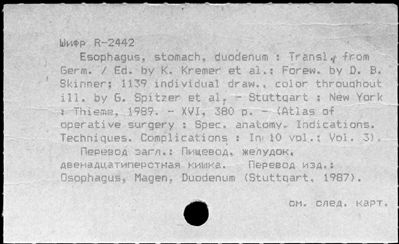 Шифр R-2442
Esophagus, stomach, duodenum : Transl. from
Germ. / Ed. by K. Kremer et al.; Forew. by D. B.
Skinner; 1139 individual draw., color throughout
ill. by G. Spitzer et al. - Stuttgart : New York
: Thieme, 1989. - XVI, 380 p. - (Atlas of
operative surgery : Spec. anatomy. Indications.
Techniques. Complications : In 10 vol.; Vol. 3).
Перевод загл.: Пищевод, желудок,
двенадцатиперстная кишка. Перевод изд.:
Osophagus, Magen, Duodenum (Stuttgart, 1987).
см. след. карт.